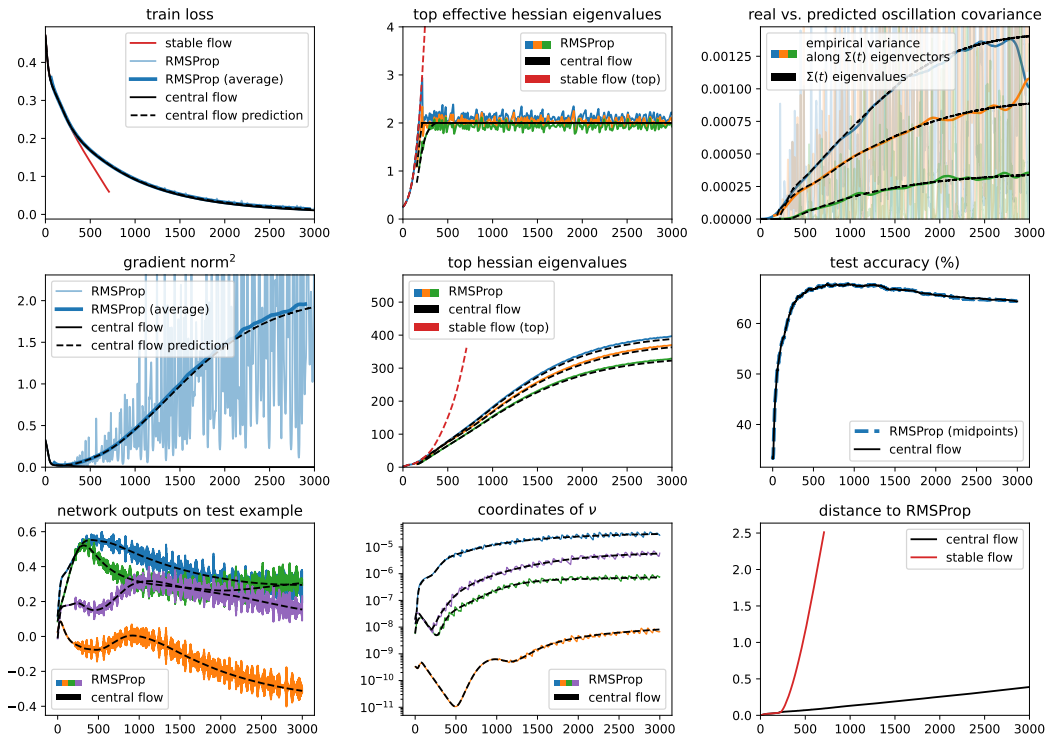 train loss
stable flow
RMSProp
RMSProp (average)
central flow
central flow prediction
0.4
0.3
0.2
0.1
0.0
0 500 1000 1500 2000 2500 3000
top effective hessian eigenvalues
RMSProp
central flow
stable flow (top)
4
3
2
1
0
0 500 1000 1500 2000 2500 3000
real vs. predicted oscillation covariance
empirical variance
along Σ(t) eigenvectors
Σ(t) eigenvalues
0.00125
0.00100
0.00075
0.00050
0.00025
0.00000
0 500 1000 1500 2000 2500 3000
gradient norm²
RMSProp
RMSProp (average)
central flow
central flow prediction
2.0
1.5
1.0
0.5
0.0
0 500 1000 1500 2000 2500 3000
top hessian eigenvalues
RMSProp
central flow
stable flow (top)
500
400
300
200
100
0
0 500 1000 1500 2000 2500 3000
test accuracy (%)
60
50
40
RMSProp (midpoints)
central flow
0 500 1000 1500 2000 2500 3000
network outputs on test example
0.6
0.4
0.2
0.0
−0.2
−0.4
RMSProp
central flow
0 500 1000 1500 2000 2500 3000
coordinates of ν
10⁻⁵
10⁻⁶
10⁻⁷
10⁻⁸
10⁻⁹
10⁻¹⁰
10⁻¹¹
RMSProp
central flow
0 500 1000 1500 2000 2500 3000
distance to RMSProp
central flow
stable flow
2.5
2.0
1.5
1.0
0.5
0.0
0 500 1000 1500 2000 2500 3000